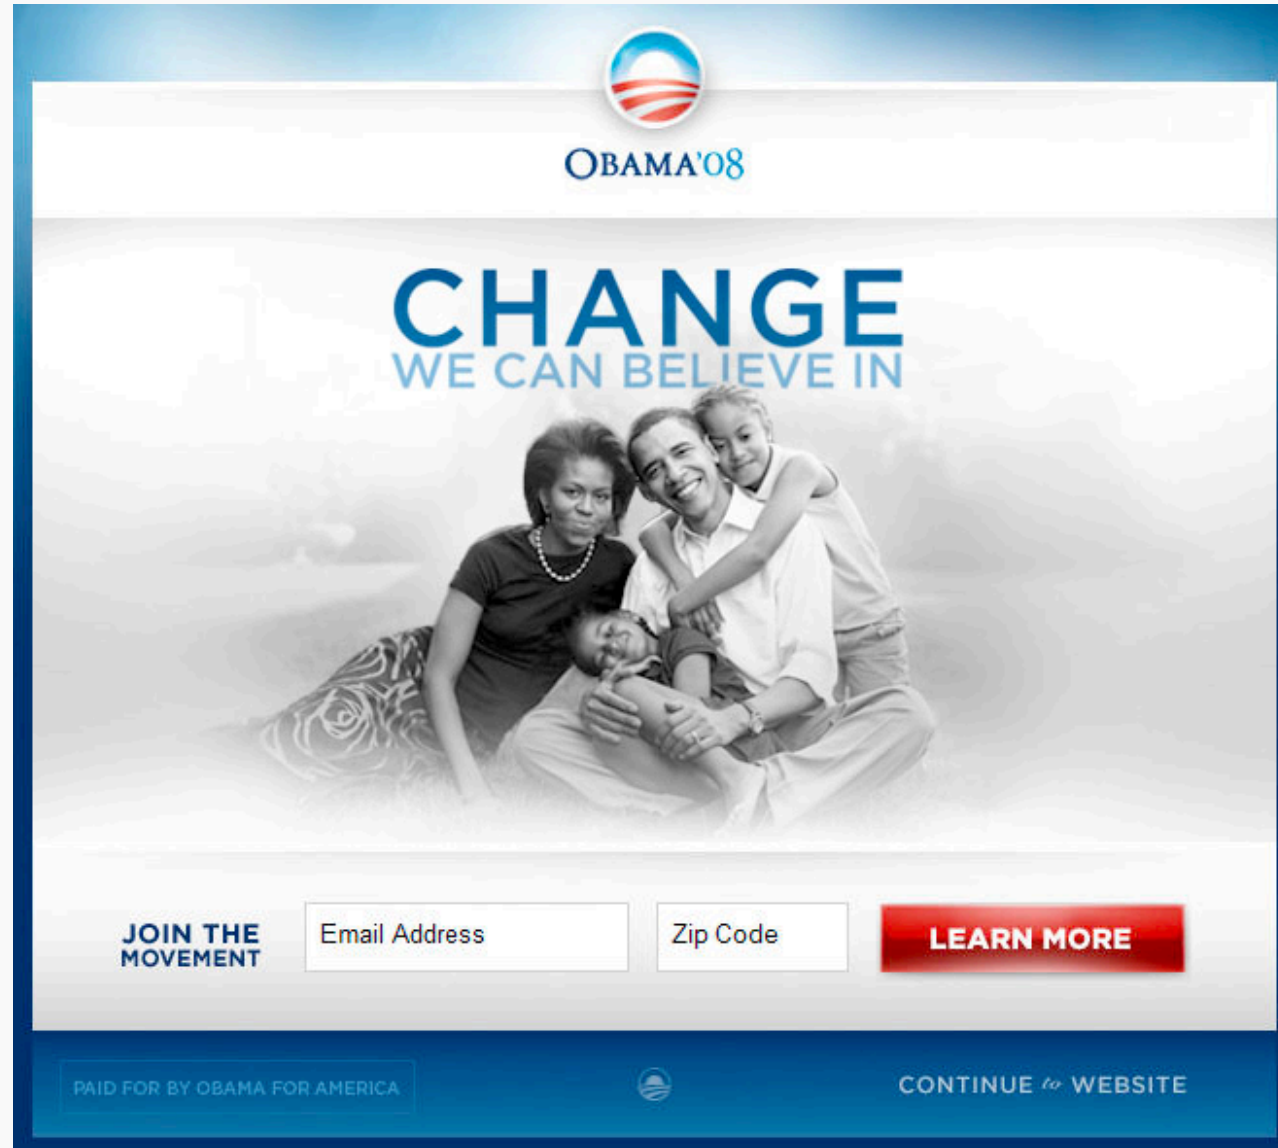 OBAMA'08
CHANGE
WE CAN BELIEVE IN
JOIN THE
MOVEMENT
Email Address
Zip Code
LEARN MORE
PAID FOR BY OBAMA FOR AMERICA
CONTINUE to WEBSITE